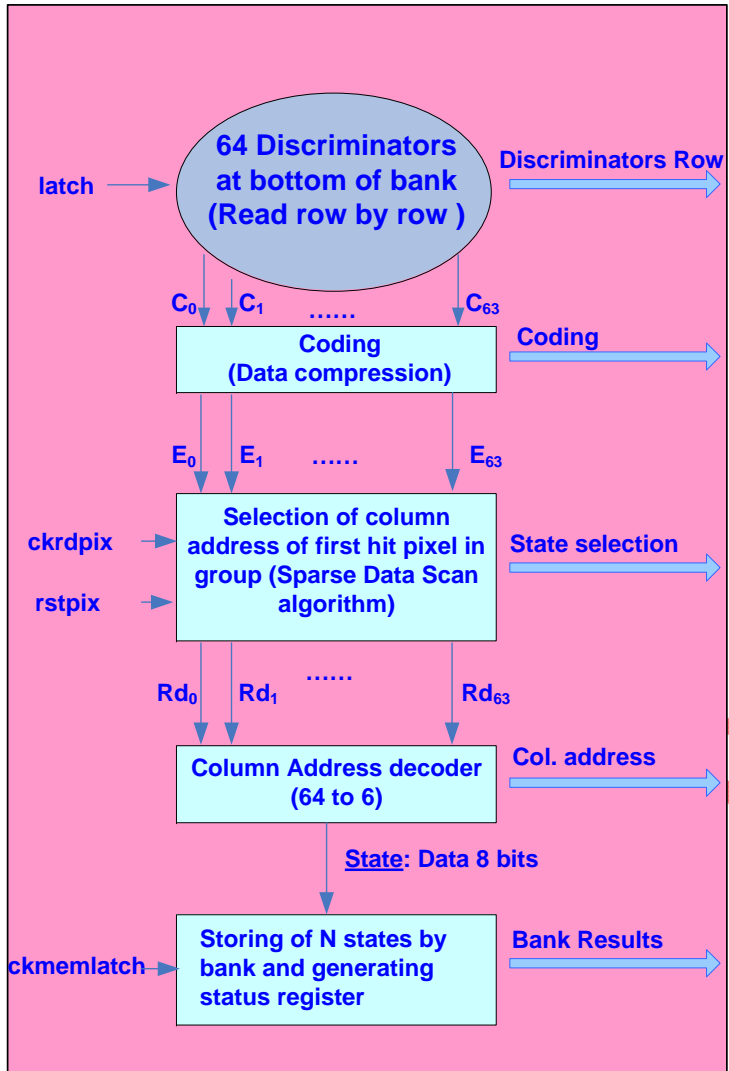 64 Discriminators
at bottom of bank
(Read row by row )
Discriminators Row
latch
C0 C1 ...... C63
Coding
(Data compression)
Coding
E0 E1 ...... E63
Selection of column
address of first hit pixel in
group (Sparse Data Scan
algorithm)
ckrdpix
State selection
rstpix
......
Rd0 Rd1 Rd63
Column Address decoder
(64 to 6)
Col. address
State: Data 8 bits
Storing of N states by
bank and generating
status register
Bank Results
ckmemlatch